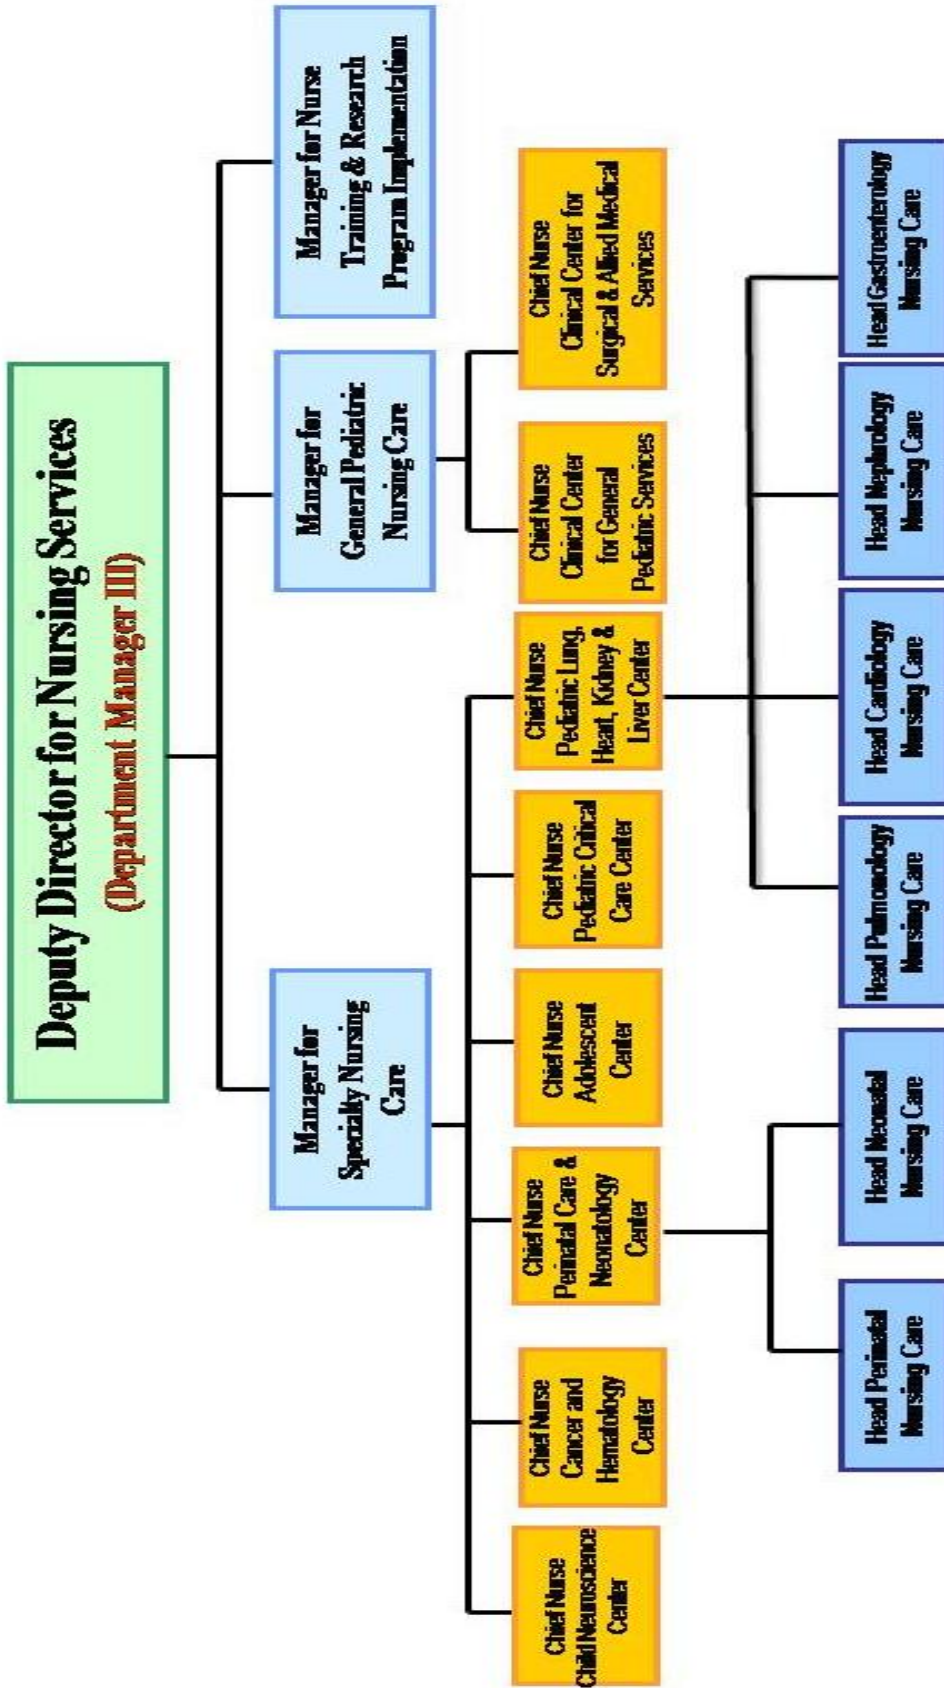 Deputy Director for Nursing Services
(Department Manager III)
Manager for
Specialty Nursing
Care
Manager for
General Pediatric
Nursing Care
Manager for Nurse
Training & Research
Program Implementation
Chief Nurse
Child Neuroscience
Center
Chief Nurse
Cancer and
Hematology
Center
Chief Nurse
Perinatal Care &
Neonatology
Center
Chief Nurse
Adolescent
Center
Chief Nurse
Pediatric Critical
Care Center
Chief Nurse
Pediatric Lung,
Heart, Kidney &
Liver Center
Chief Nurse
Clinical Center
for General
Pediatric Services
Chief Nurse
Clinical Center for
Surgical & Allied Medical
Services
Head Perinatal
Nursing Care
Head Neonatal
Nursing Care
Head Pulmonology
Nursing Care
Head Cardiology
Nursing Care
Head Nephrology
Nursing Care
Head Gastroenterology
Nursing Care